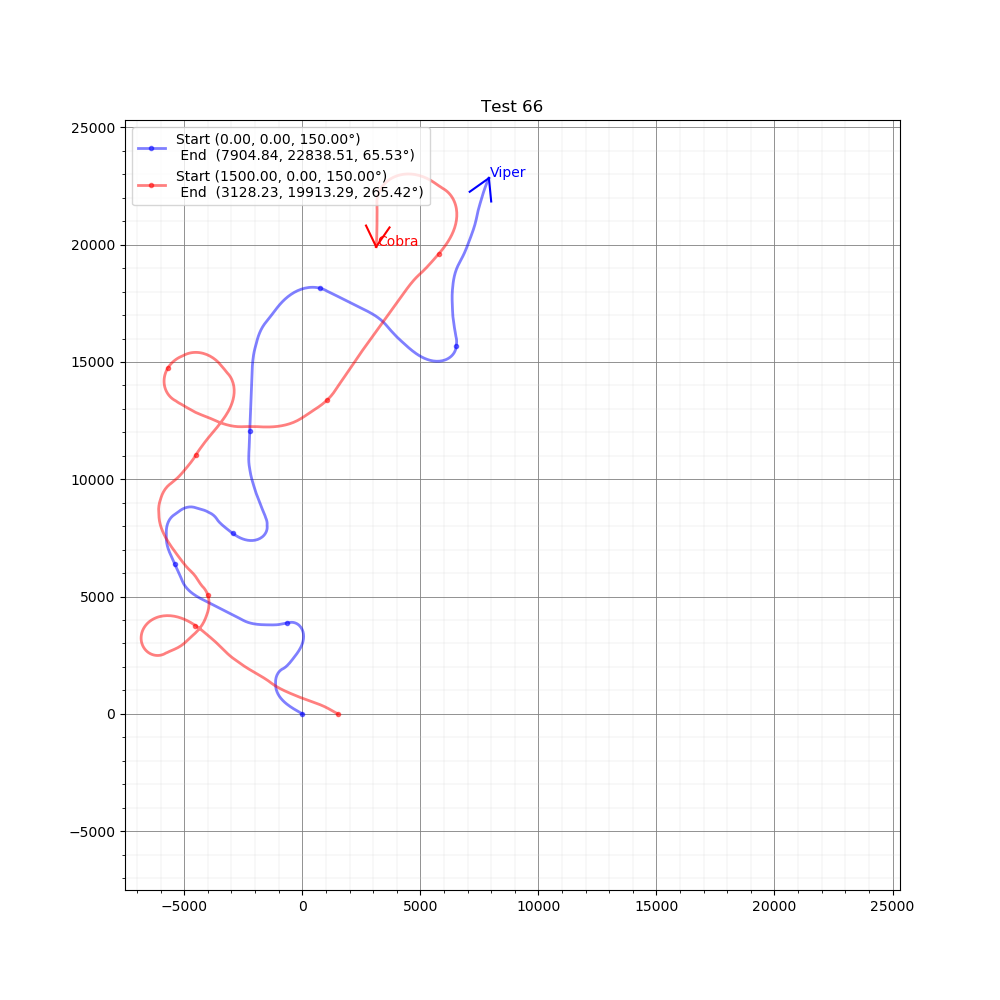 Test 66
Start (0.00, 0.00, 150.00°)
End  (7904.84, 22838.51, 65.53°)
Start (1500.00, 0.00, 150.00°)
End  (3128.23, 19913.29, 265.42°)
Viper
Cobra
25000
20000
15000
10000
5000
0
−5000
−5000
0
5000
10000
15000
20000
25000